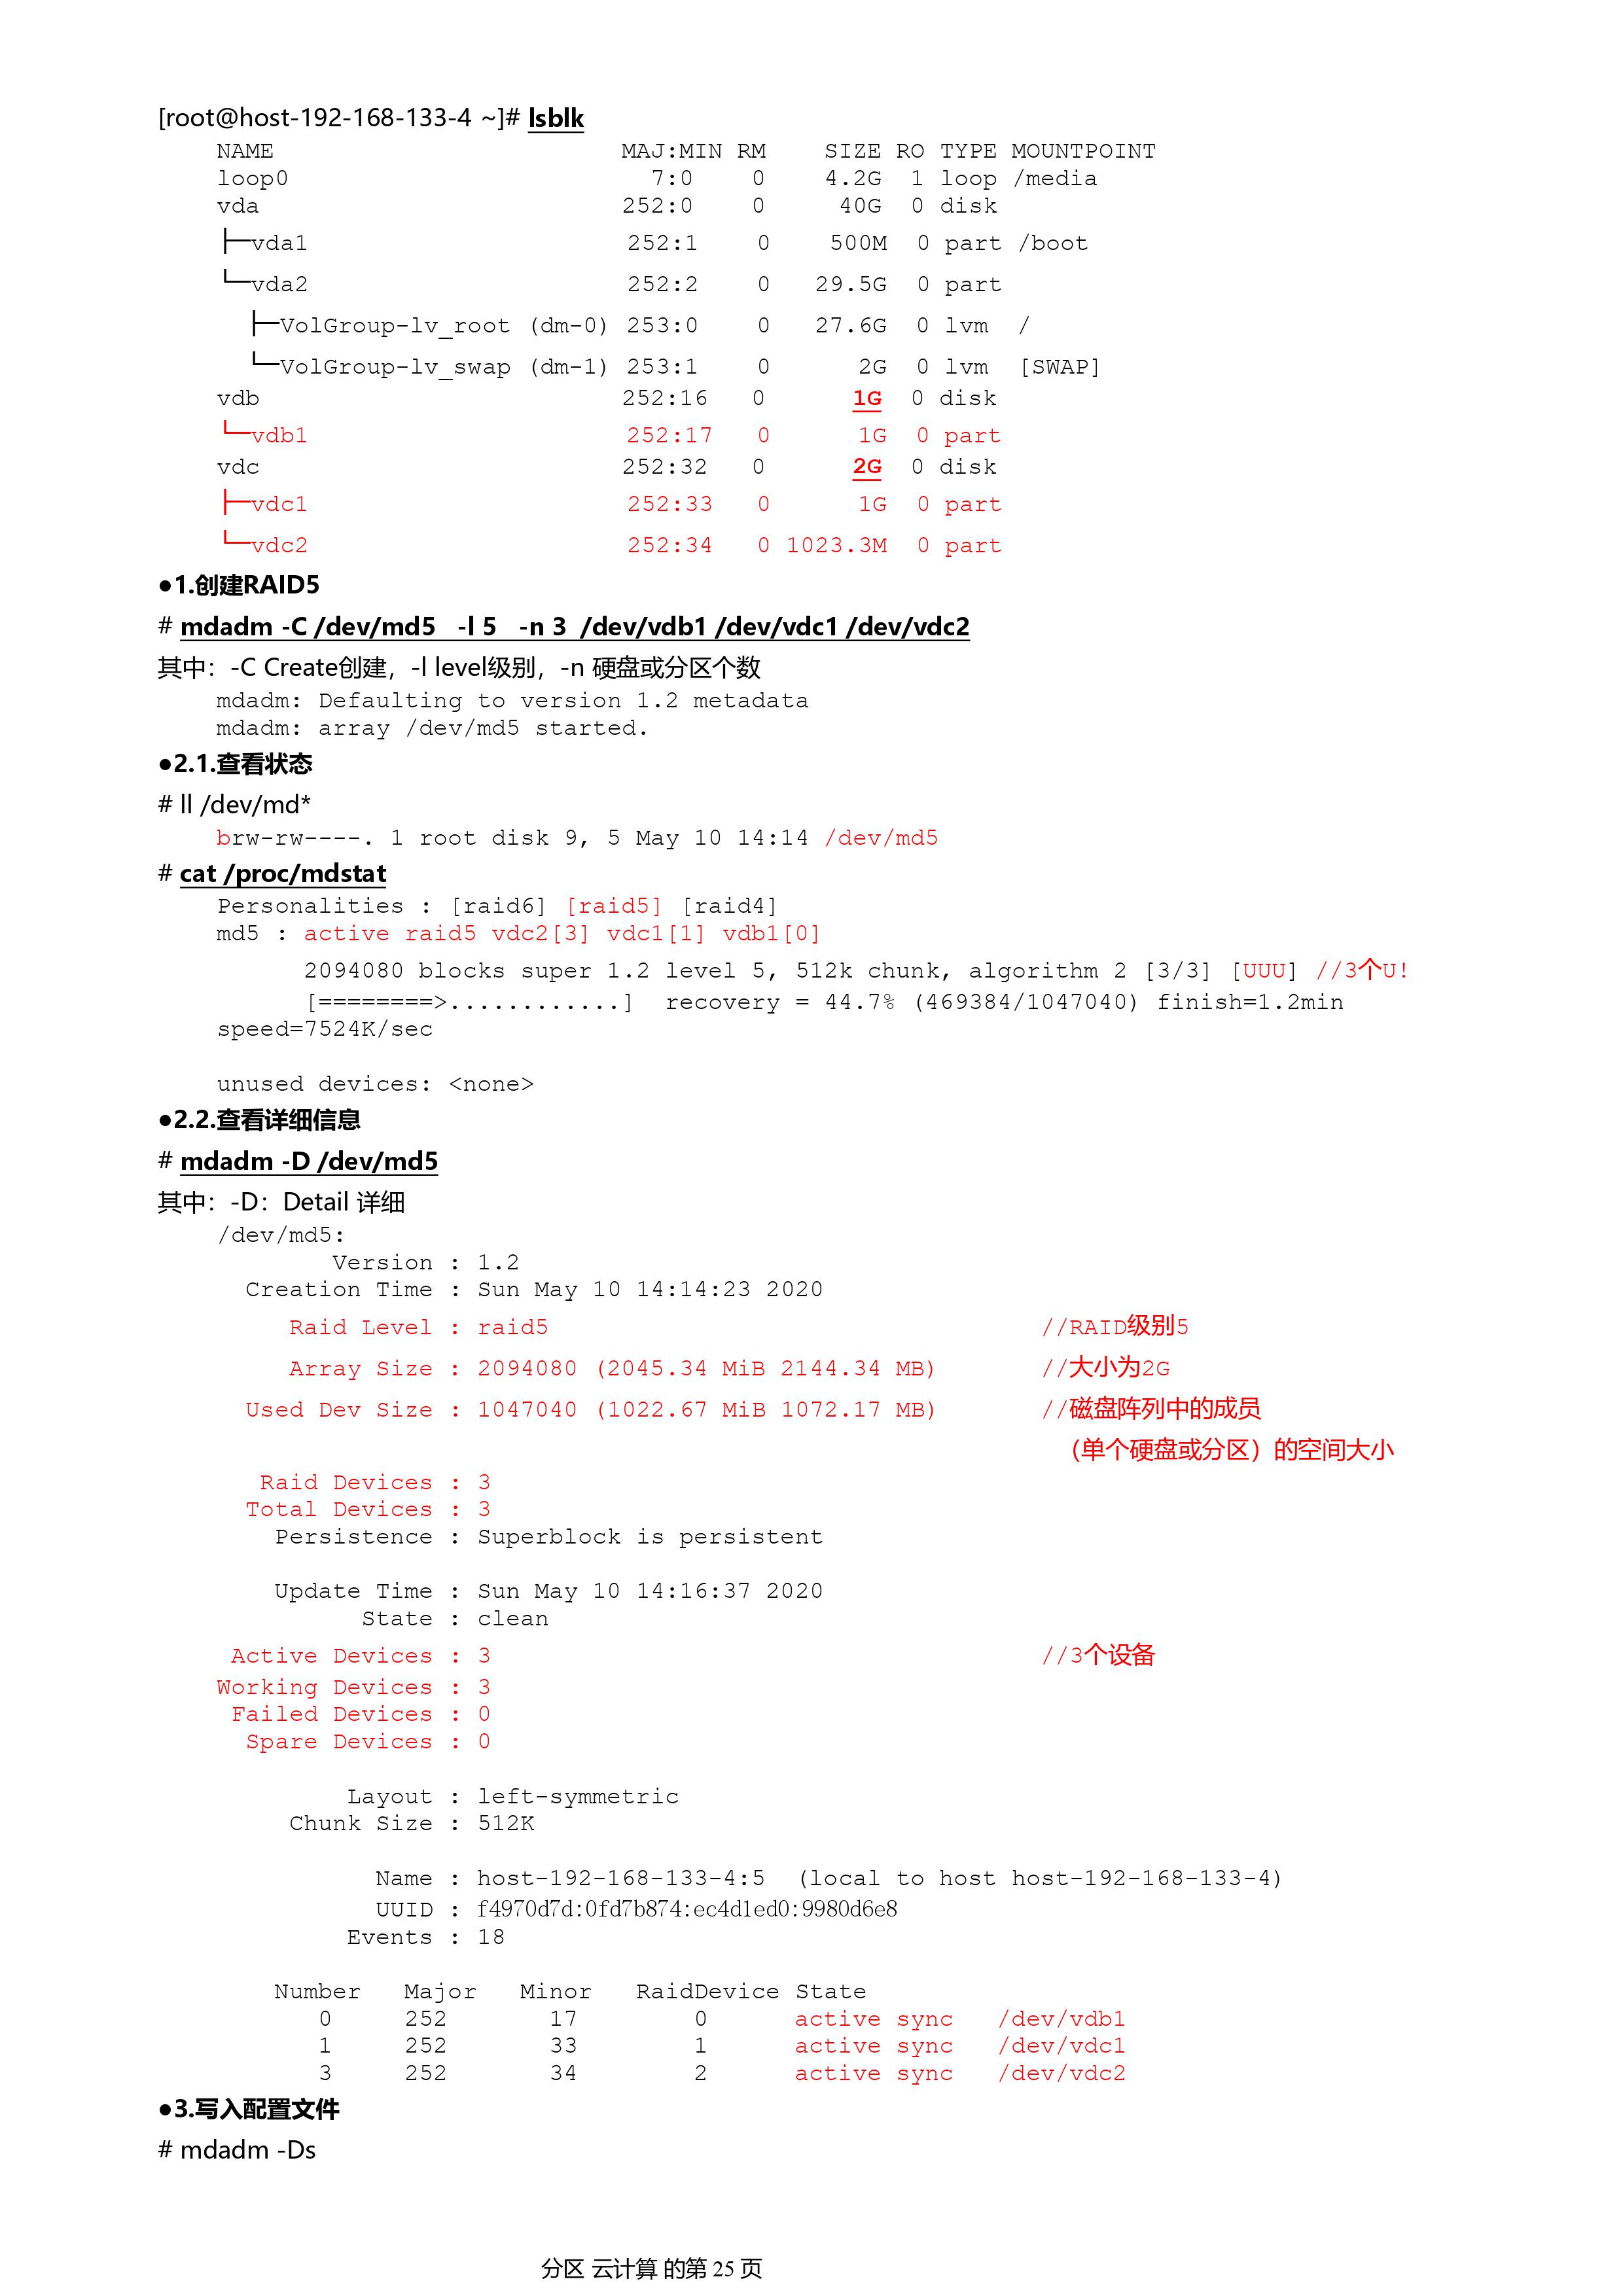 [root@host-192-168-133-4 ~]# lsblk
NAME                        MAJ:MIN RM    SIZE RO TYPE MOUNTPOINT
loop0                         7:0    0    4.2G  1 loop /media
vda                         252:0    0     40G  0 disk
├─vda1                      252:1    0    500M  0 part /boot
└─vda2                      252:2    0   29.5G  0 part
  ├─VolGroup-lv_root (dm-0) 253:0    0   27.6G  0 lvm  /
  └─VolGroup-lv_swap (dm-1) 253:1    0      2G  0 lvm  [SWAP]
vdb                         252:16   0      1G  0 disk
└─vdb1                      252:17   0      1G  0 part
vdc                         252:32   0      2G  0 disk
├─vdc1                      252:33   0      1G  0 part
└─vdc2                      252:34   0 1023.3M  0 part
●1.创建RAID5
# mdadm -C /dev/md5   -l 5   -n 3  /dev/vdb1 /dev/vdc1 /dev/vdc2
其中：-C Create创建，-l level级别，-n 硬盘或分区个数
mdadm: Defaulting to version 1.2 metadata
mdadm: array /dev/md5 started.
●2.1.查看状态
# ll /dev/md*
brw-rw----. 1 root disk 9, 5 May 10 14:14 /dev/md5
# cat /proc/mdstat
Personalities : [raid6] [raid5] [raid4]
md5 : active raid5 vdc2[3] vdc1[1] vdb1[0]
      2094080 blocks super 1.2 level 5, 512k chunk, algorithm 2 [3/3] [UUU] //3个U!
      [========>............]  recovery = 44.7% (469384/1047040) finish=1.2min
speed=7524K/sec
unused devices: <none>
●2.2.查看详细信息
# mdadm -D /dev/md5
其中：-D：Detail 详细
/dev/md5:
        Version : 1.2
  Creation Time : Sun May 10 14:14:23 2020
     Raid Level : raid5                                  //RAID级别5
     Array Size : 2094080 (2045.34 MiB 2144.34 MB)       //大小为2G
  Used Dev Size : 1047040 (1022.67 MiB 1072.17 MB)       //磁盘阵列中的成员
（单个硬盘或分区）的空间大小
   Raid Devices : 3
  Total Devices : 3
    Persistence : Superblock is persistent
    Update Time : Sun May 10 14:16:37 2020
          State : clean
 Active Devices : 3                                      //3个设备
Working Devices : 3
 Failed Devices : 0
  Spare Devices : 0
         Layout : left-symmetric
     Chunk Size : 512K
           Name : host-192-168-133-4:5  (local to host host-192-168-133-4)
           UUID : f4970d7d:0fd7b874:ec4d1ed0:9980d6e8
         Events : 18
    Number   Major   Minor   RaidDevice State
       0     252       17        0      active sync   /dev/vdb1
       1     252       33        1      active sync   /dev/vdc1
       3     252       34        2      active sync   /dev/vdc2
●3.写入配置文件
# mdadm -Ds
分区 云计算 的第 25 页